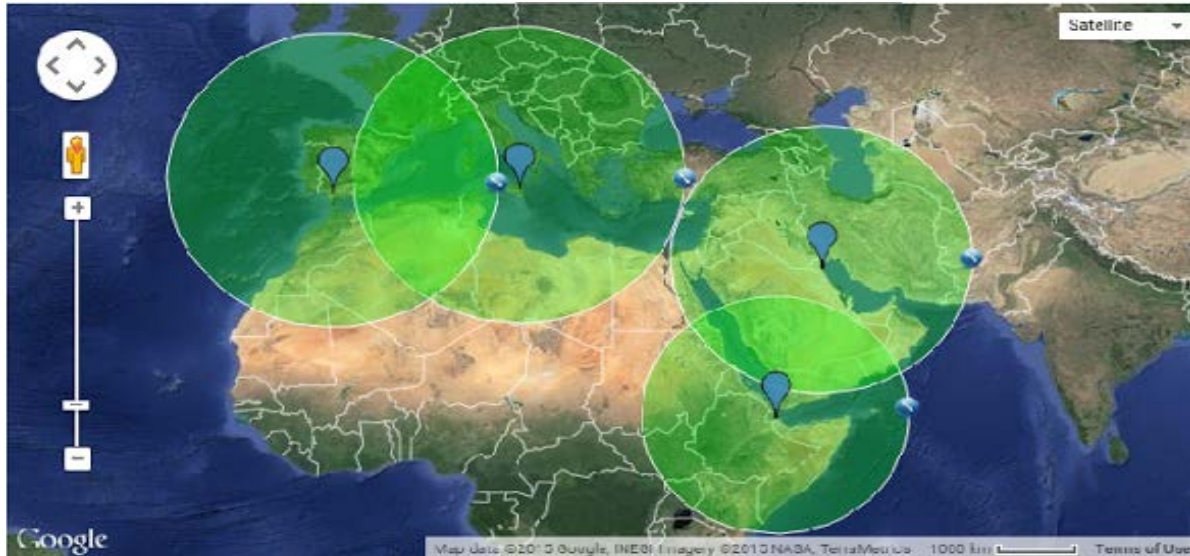 Satellite
Google
Map data ©2013 Google, INEGI Imagery ©2013 NASA, TerraMetrics 1000 km Terms of Use